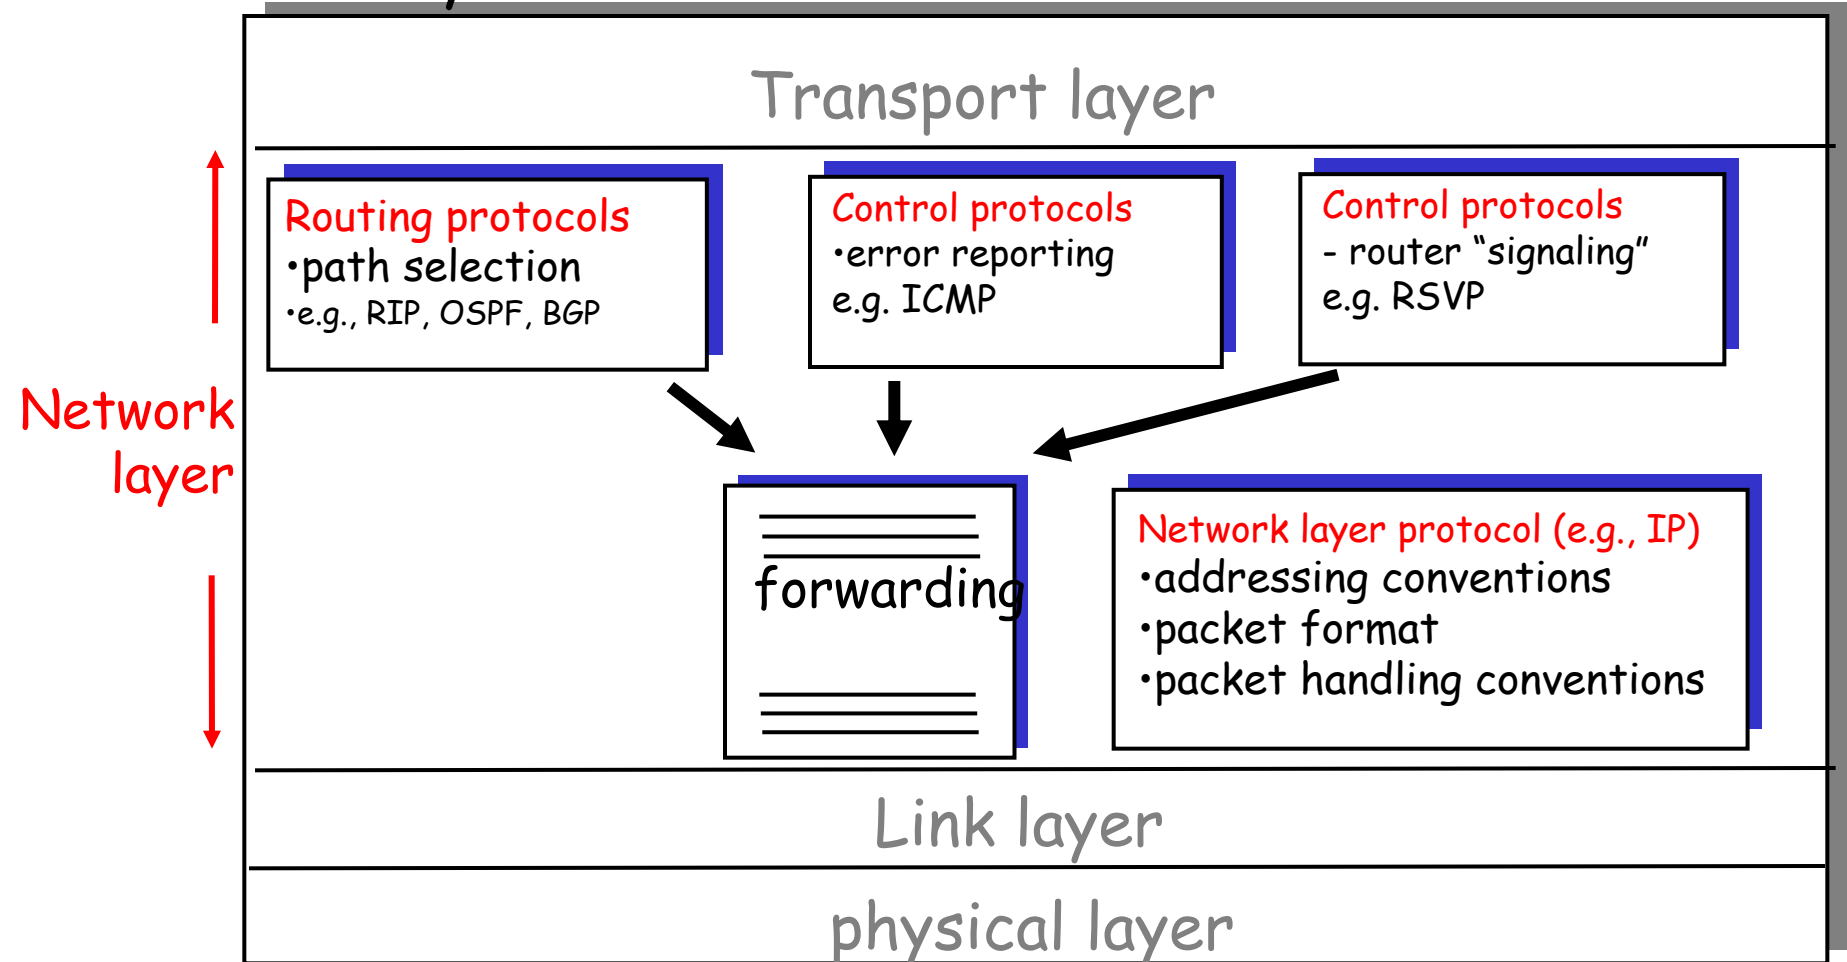 Transport layer
Routing protocols
•path selection
•e.g., RIP, OSPF, BGP
Control protocols
•error reporting
e.g. ICMP
Control protocols
- router “signaling”
e.g. RSVP
Network
layer
forwarding
Network layer protocol (e.g., IP)
•addressing conventions
•packet format
•packet handling conventions
Link layer
physical layer